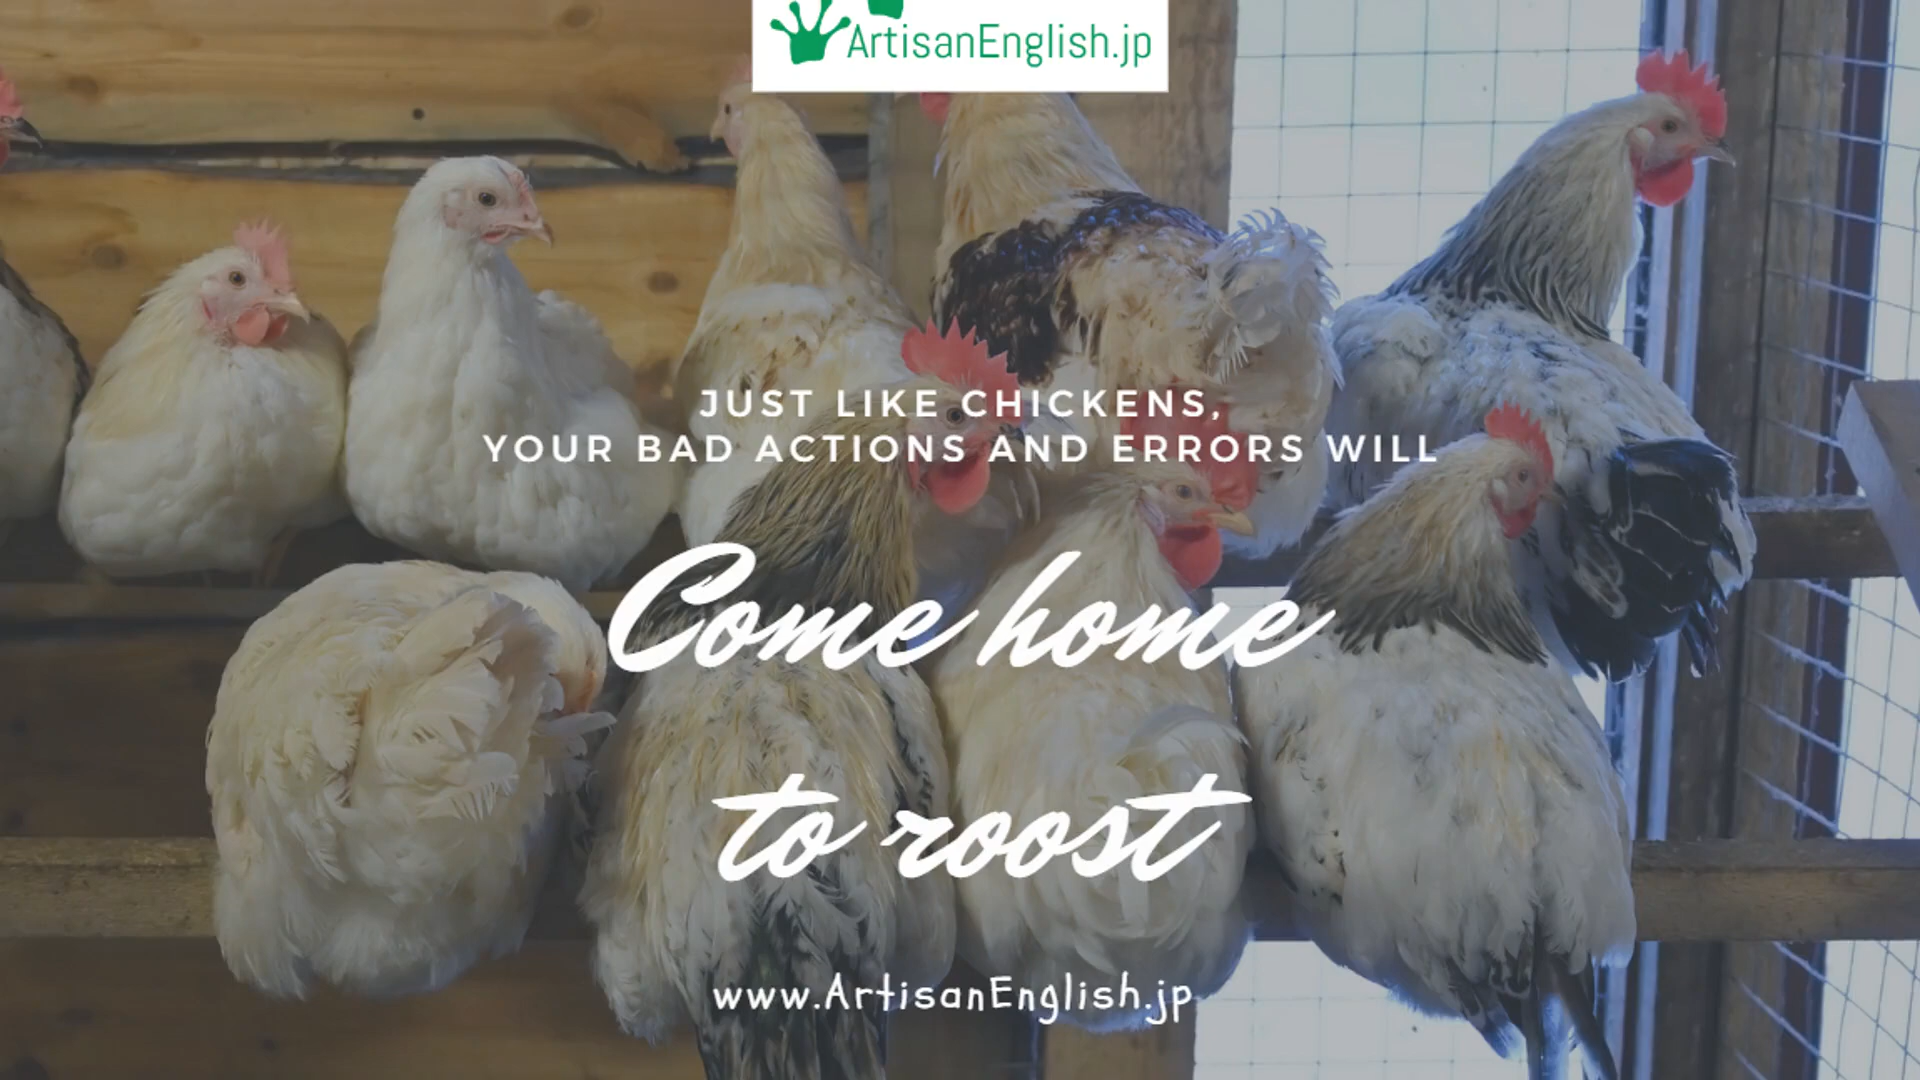 ArtisanEnglish.jp
JUST LIKE CHICKENS,
YOUR BAD ACTIONS AND ERRORS WILL
Come home
to roost
www.ArtisanEnglish.jp